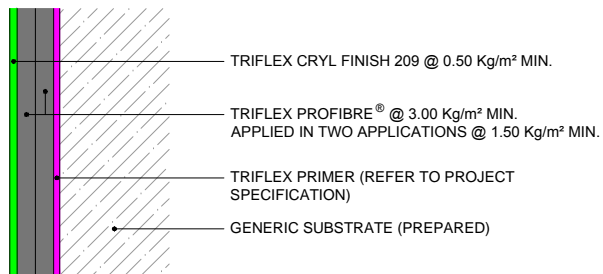 TRIFLEX CRYL FINISH 209 @ 0.50 Kg/m² MIN.
TRIFLEX PROFIBRE® @ 3.00 Kg/m² MIN.
APPLIED IN TWO APPLICATIONS @ 1.50 Kg/m² MIN.
TRIFLEX PRIMER (REFER TO PROJECT
SPECIFICATION)
GENERIC SUBSTRATE (PREPARED)